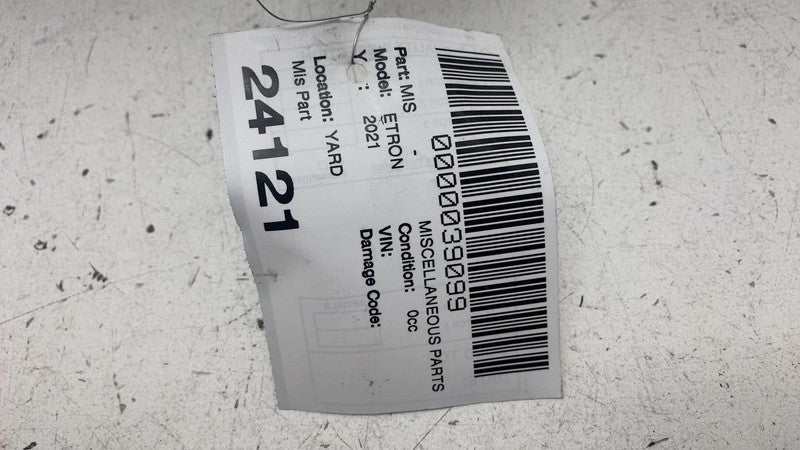 0000039099
Part: MIS - MISCELLANEOUS PARTS
Model: ETRON Condition: 0cc
Y r: 2021 VIN:
Damage Code:
Location: YARD
Mis Part
24121